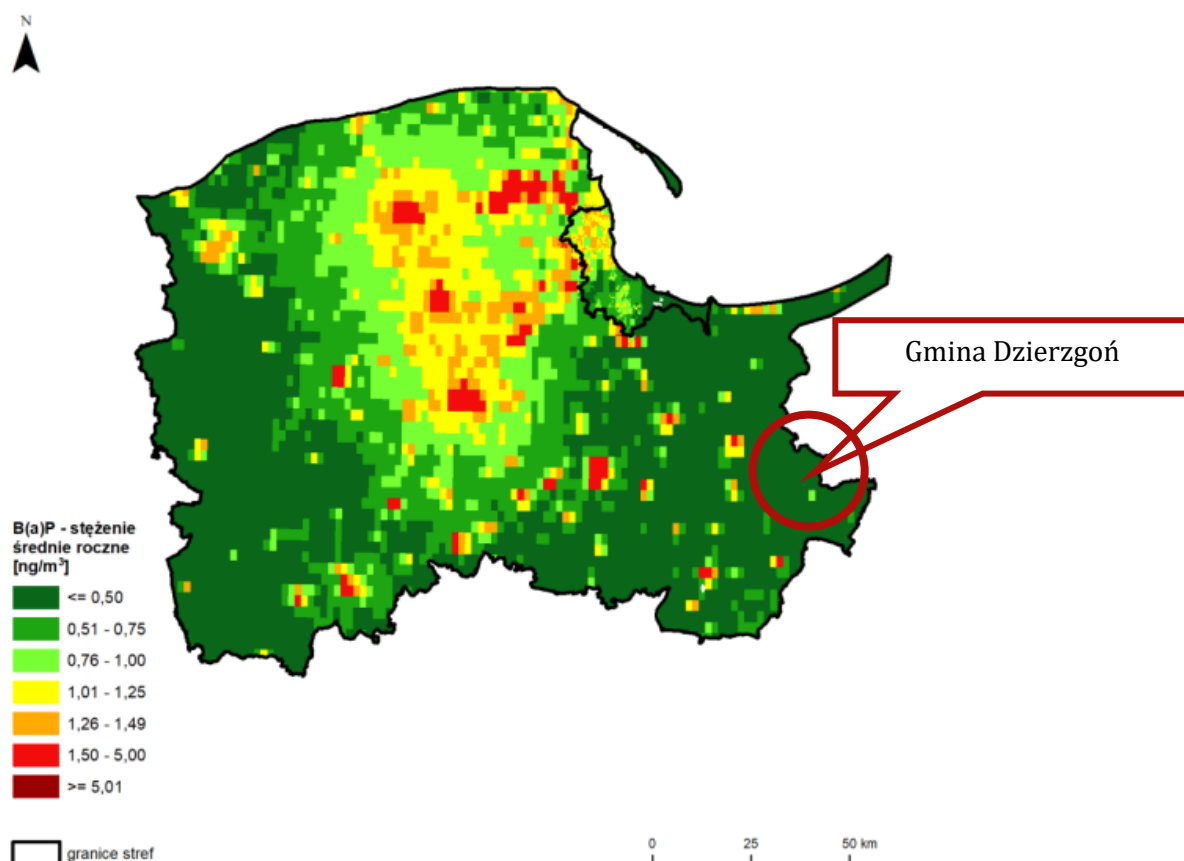 N
Gmina Dzierzgoń
B(a)P - stężenie
średnie roczne
[ng/m³]
<= 0,50
0,51 - 0,75
0,76 - 1,00
1,01 - 1,25
1,26 - 1,49
1,50 - 5,00
>= 5,01
granice stref
0 25 50 km